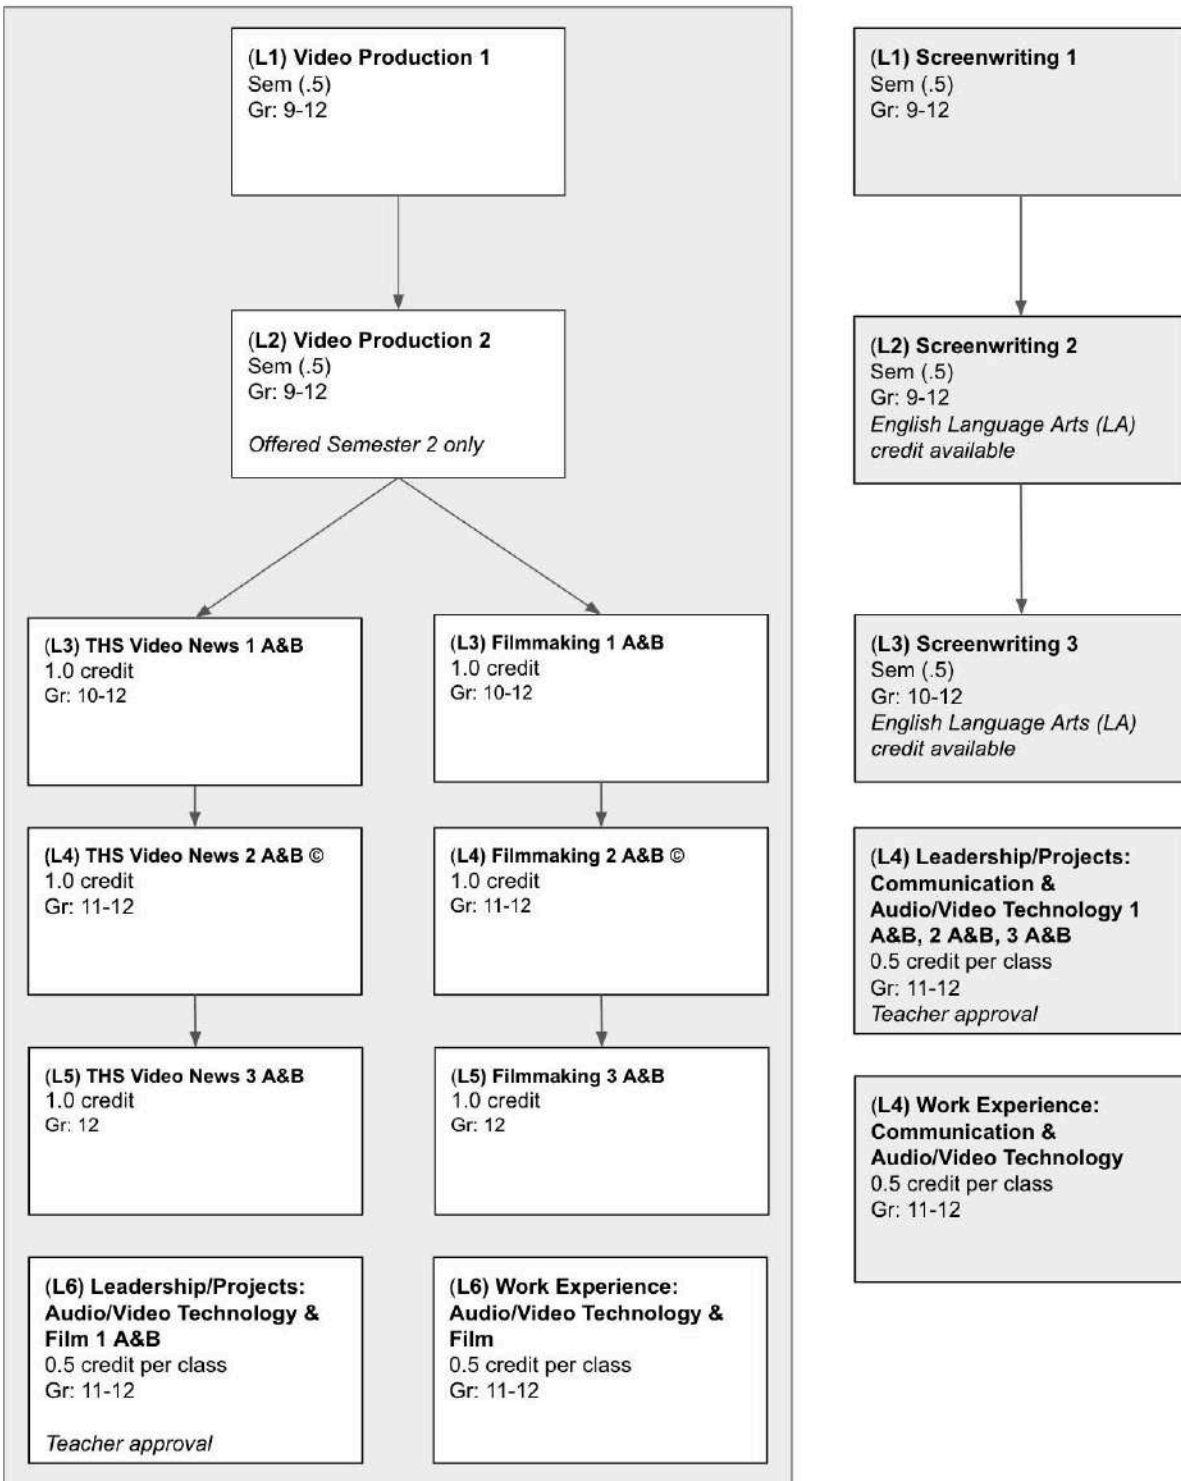 (L1) Video Production 1
Sem (.5)
Gr: 9-12
(L2) Video Production 2
Sem (.5)
Gr: 9-12
Offered Semester 2 only
(L3) THS Video News 1 A&B
1.0 credit
Gr: 10-12
(L3) Filmmaking 1 A&B
1.0 credit
Gr: 10-12
(L4) THS Video News 2 A&B ©
1.0 credit
Gr: 11-12
(L4) Filmmaking 2 A&B ©
1.0 credit
Gr: 11-12
(L5) THS Video News 3 A&B
1.0 credit
Gr: 12
(L5) Filmmaking 3 A&B
1.0 credit
Gr: 12
(L6) Leadership/Projects:
Audio/Video Technology &
Film 1 A&B
0.5 credit per class
Gr: 11-12
Teacher approval
(L6) Work Experience:
Audio/Video Technology &
Film
0.5 credit per class
Gr: 11-12
(L1) Screenwriting 1
Sem (.5)
Gr: 9-12
(L2) Screenwriting 2
Sem (.5)
Gr: 9-12
English Language Arts (LA)
credit available
(L3) Screenwriting 3
Sem (.5)
Gr: 10-12
English Language Arts (LA)
credit available
(L4) Leadership/Projects:
Communication &
Audio/Video Technology 1
A&B, 2 A&B, 3 A&B
0.5 credit per class
Gr: 11-12
Teacher approval
(L4) Work Experience:
Communication &
Audio/Video Technology
0.5 credit per class
Gr: 11-12